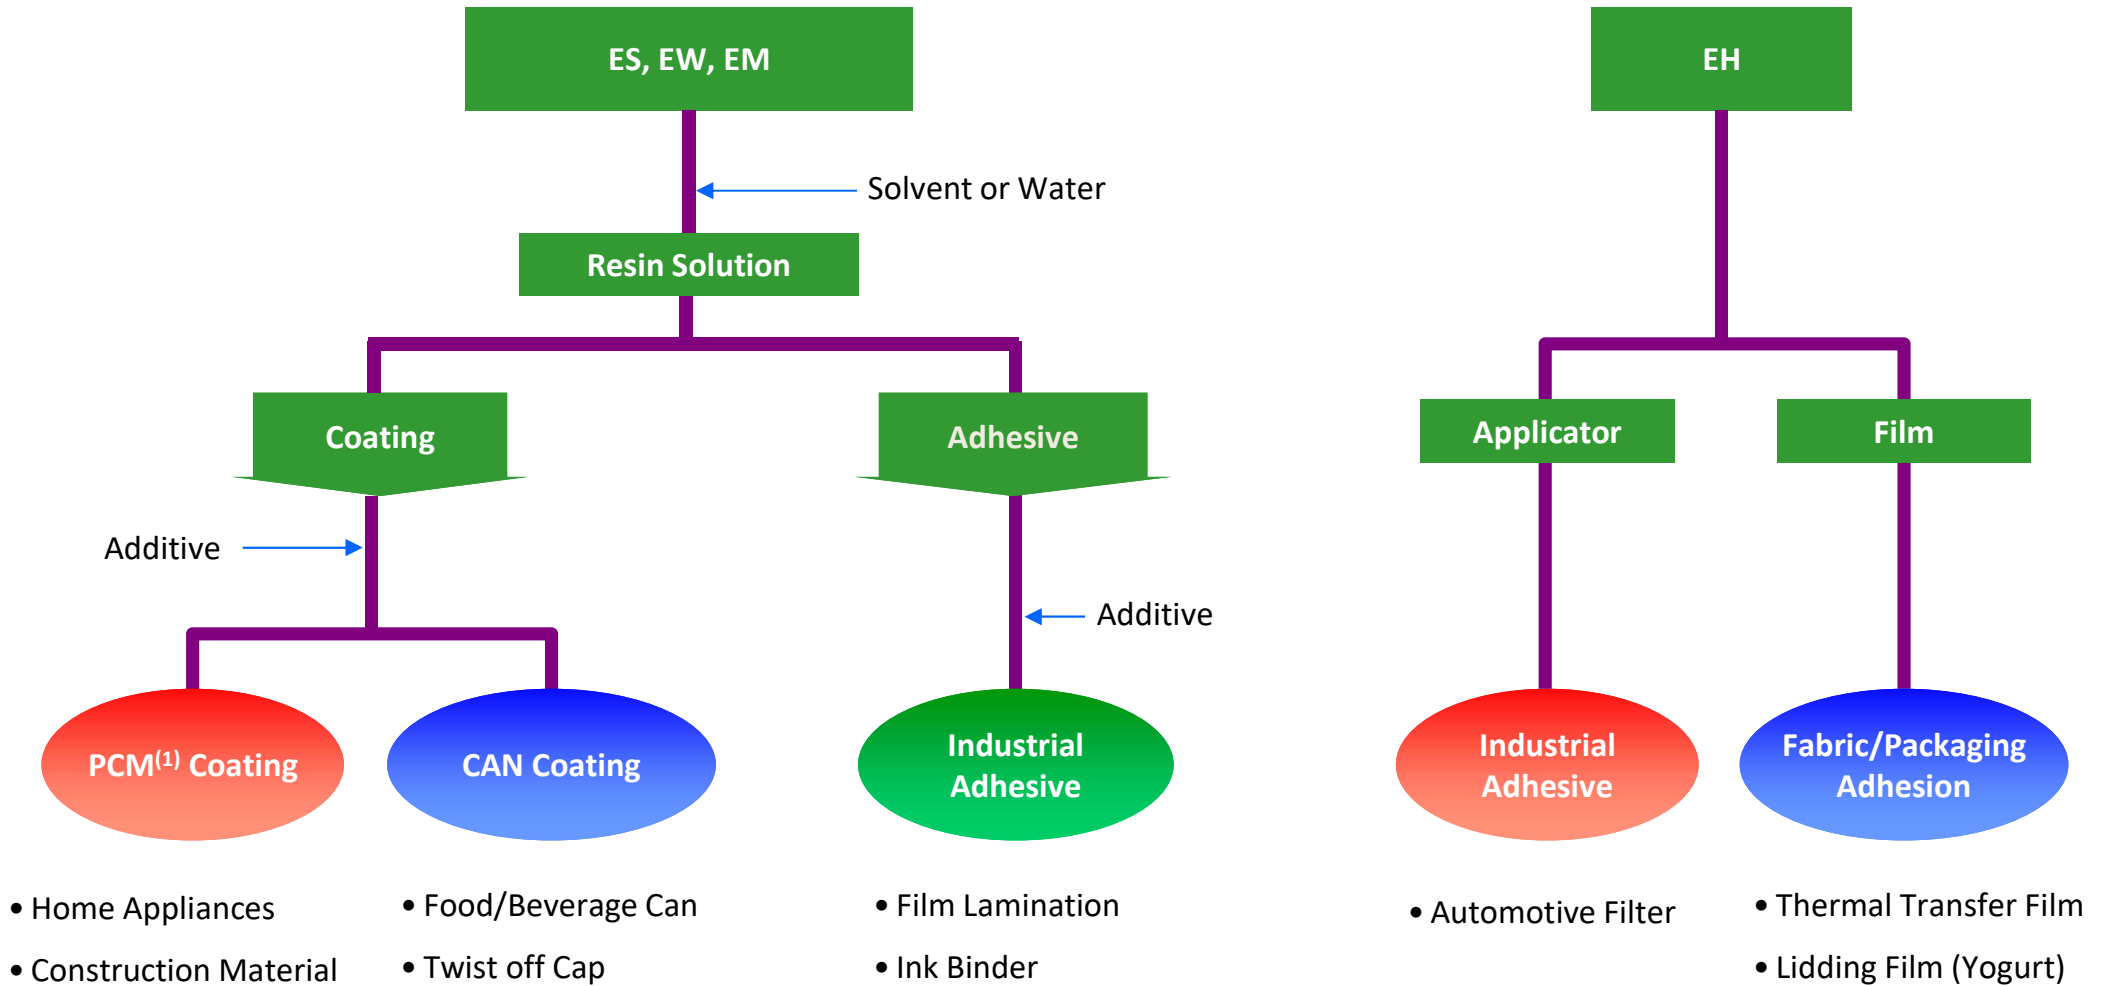 ES, EW, EM
EH
Solvent or Water
Resin Solution
Coating
Adhesive
Applicator
Film
Additive
Additive
PCM(1) Coating
CAN Coating
Industrial
Adhesive
Industrial
Adhesive
Fabric/Packaging
Adhesion
• Home Appliances
• Construction Material
• Food/Beverage Can
• Twist off Cap
• Film Lamination
• Ink Binder
• Automotive Filter
• Thermal Transfer Film
• Lidding Film (Yogurt)